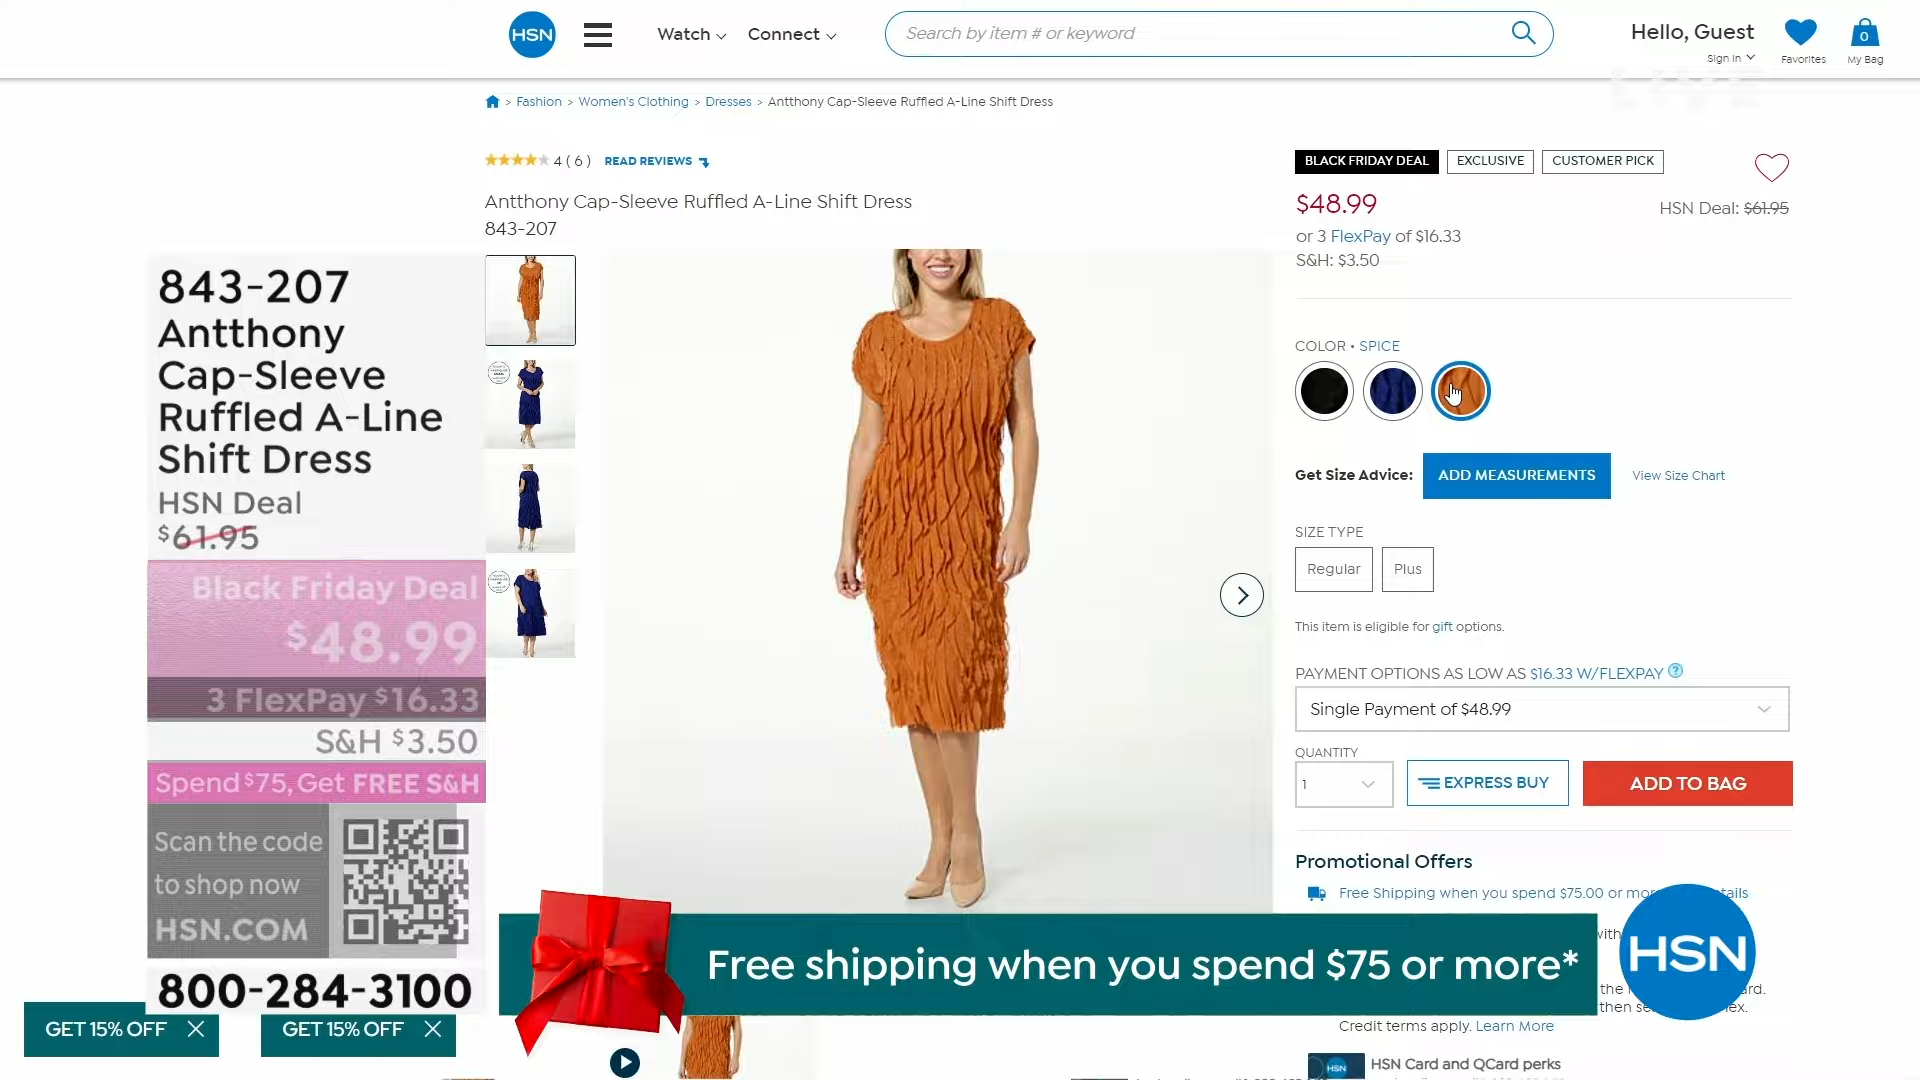 HSN
Watch
Connect
Search by item # or keyword
Hello, Guest
Sign In
Favorites
0
My Bag
> Fashion > Women's Clothing > Dresses > Antthony Cap-Sleeve Ruffled A-Line Shift Dress
4 ( 6 ) READ REVIEWS
Antthony Cap-Sleeve Ruffled A-Line Shift Dress
843-207
BLACK FRIDAY DEAL
EXCLUSIVE
CUSTOMER PICK
$48.99
HSN Deal: $61.95
or 3 FlexPay of $16.33
S&H: $3.50
COLOR • SPICE
Get Size Advice:
ADD MEASUREMENTS
View Size Chart
SIZE TYPE
Regular
Plus
This item is eligible for gift options.
PAYMENT OPTIONS AS LOW AS $16.33 W/FLEXPAY ?
Single Payment of $48.99
QUANTITY
1
EXPRESS BUY
ADD TO BAG
Promotional Offers
Free Shipping when you spend $75.00 or
Credit terms apply. Learn More
HSN
HSN Card and QCard perks
843-207
Antthony
Cap-Sleeve
Ruffled A-Line
Shift Dress
HSN Deal
$61.95
Black Friday Deal
$48.99
3 FlexPay $16.33
S&H $3.50
Spend $75, Get FREE S&H
Scan the code
to shop now
HSN.COM
800-284-3100
GET 15% OFF
GET 15% OFF
Free shipping when you spend $75 or more*
HSN